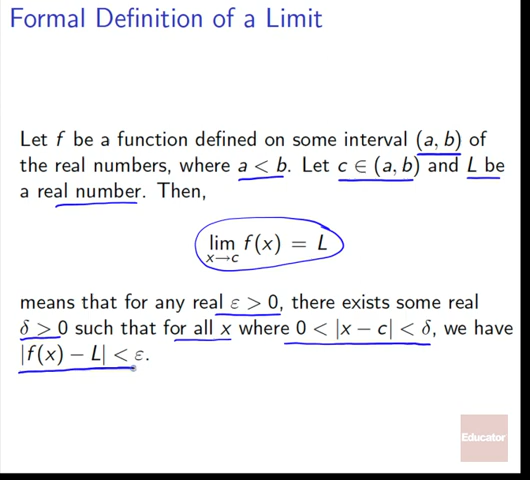 Formal Definition of a Limit
Let f be a function defined on some interval (a, b) of
the real numbers, where a < b. Let c ∈ (a, b) and L be
a real number. Then,
lim f(x) = L
x→c
means that for any real ε > 0, there exists some real
δ > 0 such that for all x where 0 < |x − c| < δ, we have
|f(x) − L| < ε.
Educator